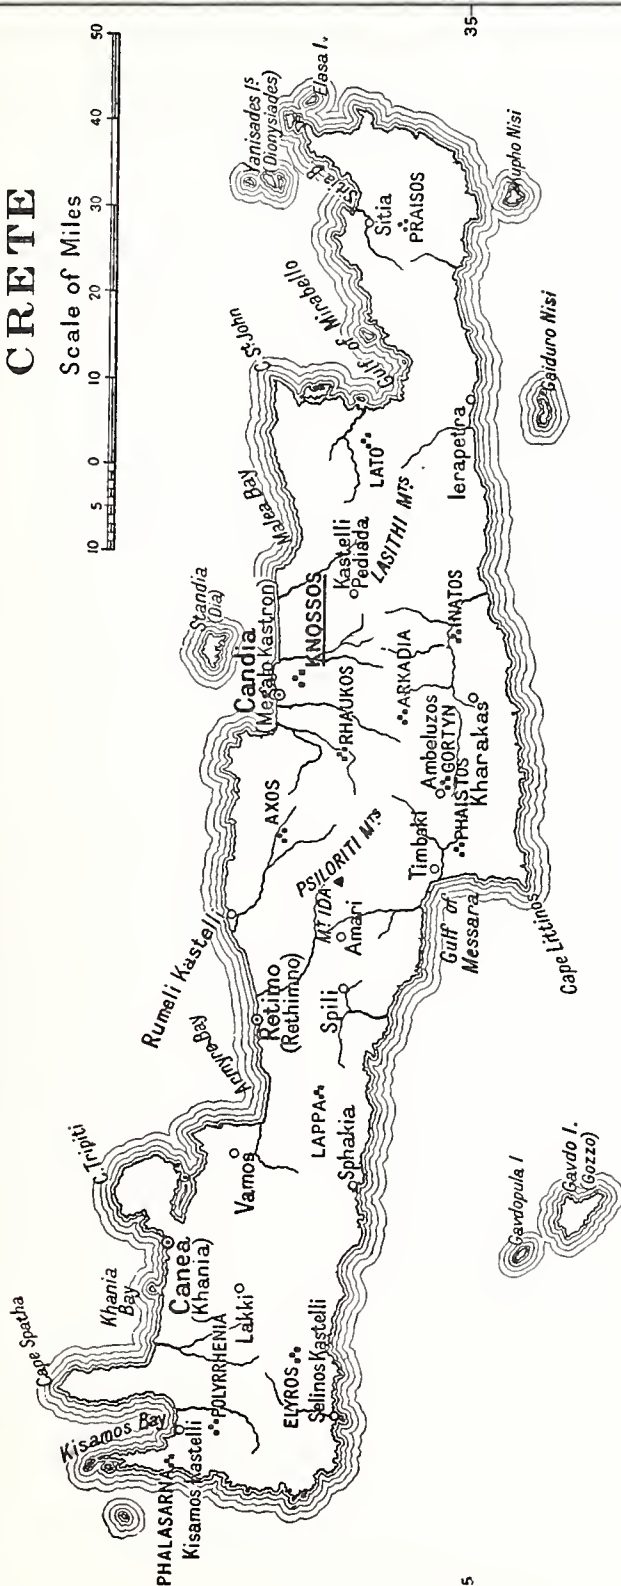 CRETE
Scale of Miles
10 5 0 10 20 30 40 50
35
5
Cape Spatha
Kisamos Bay
PHALASARNA
Kisamos Kastelli
POLYRRHENIA
Khania
Bay
Canea
(Khania)
Lakki
ELYROS
Selinos Kastelli
C. Tripiti
Vamos
Armyra Bay
LAPPA
Sphakia
Gavdopula I
Gavdo I.
(Gozzo)
Rumeli Kastelli
Retimo
(Rethimno)
Spili
Amari
MT IDA
PSILORITI MTS
AXOS
Timbaki
Gulf of
Messara
Cape Littinos
PHAISTOS
GORTYN
Ambeluzos
Kharakas
Standia
(Dia)
Candia
(Megalo Kastron)
KNOSSOS
RHAUKOS
ARKADIA
INATOS
Malea Bay
Kastelli
Pediada
LASITHI MTS
C. St. John
LATO
Gulf of Mirabello
Ierapetra
Gaiduro Nisi
Yanisades Is
(Dionysiades)
Elasa I.
Sitia B.
Sitia
PRAISOS
Kupho Nisi